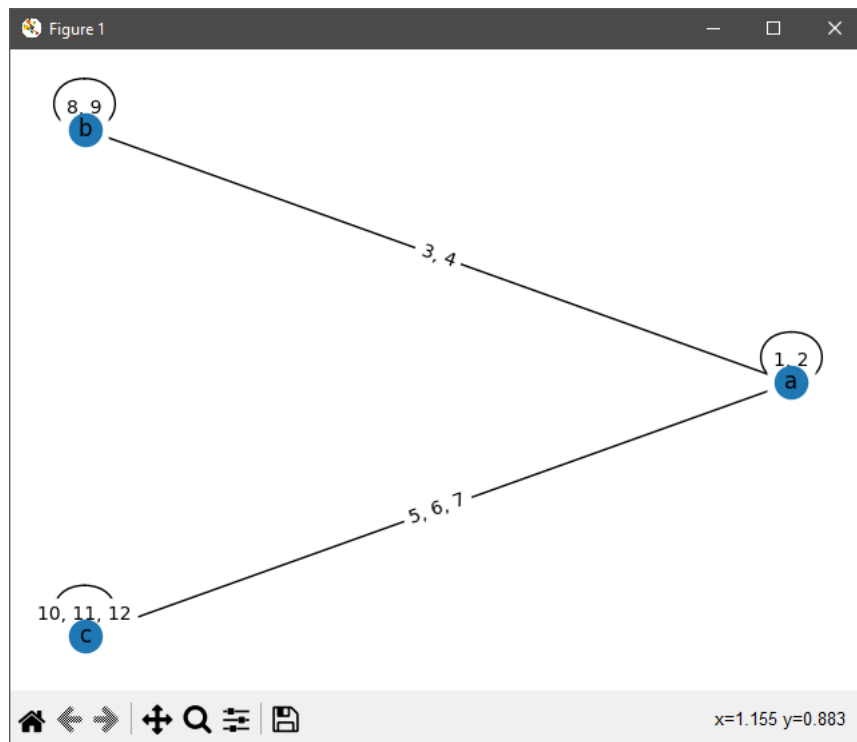 Figure 1
8, 9
b
3, 4
1, 2
a
5, 6, 7
10, 11, 12
c
x=1.155 y=0.883